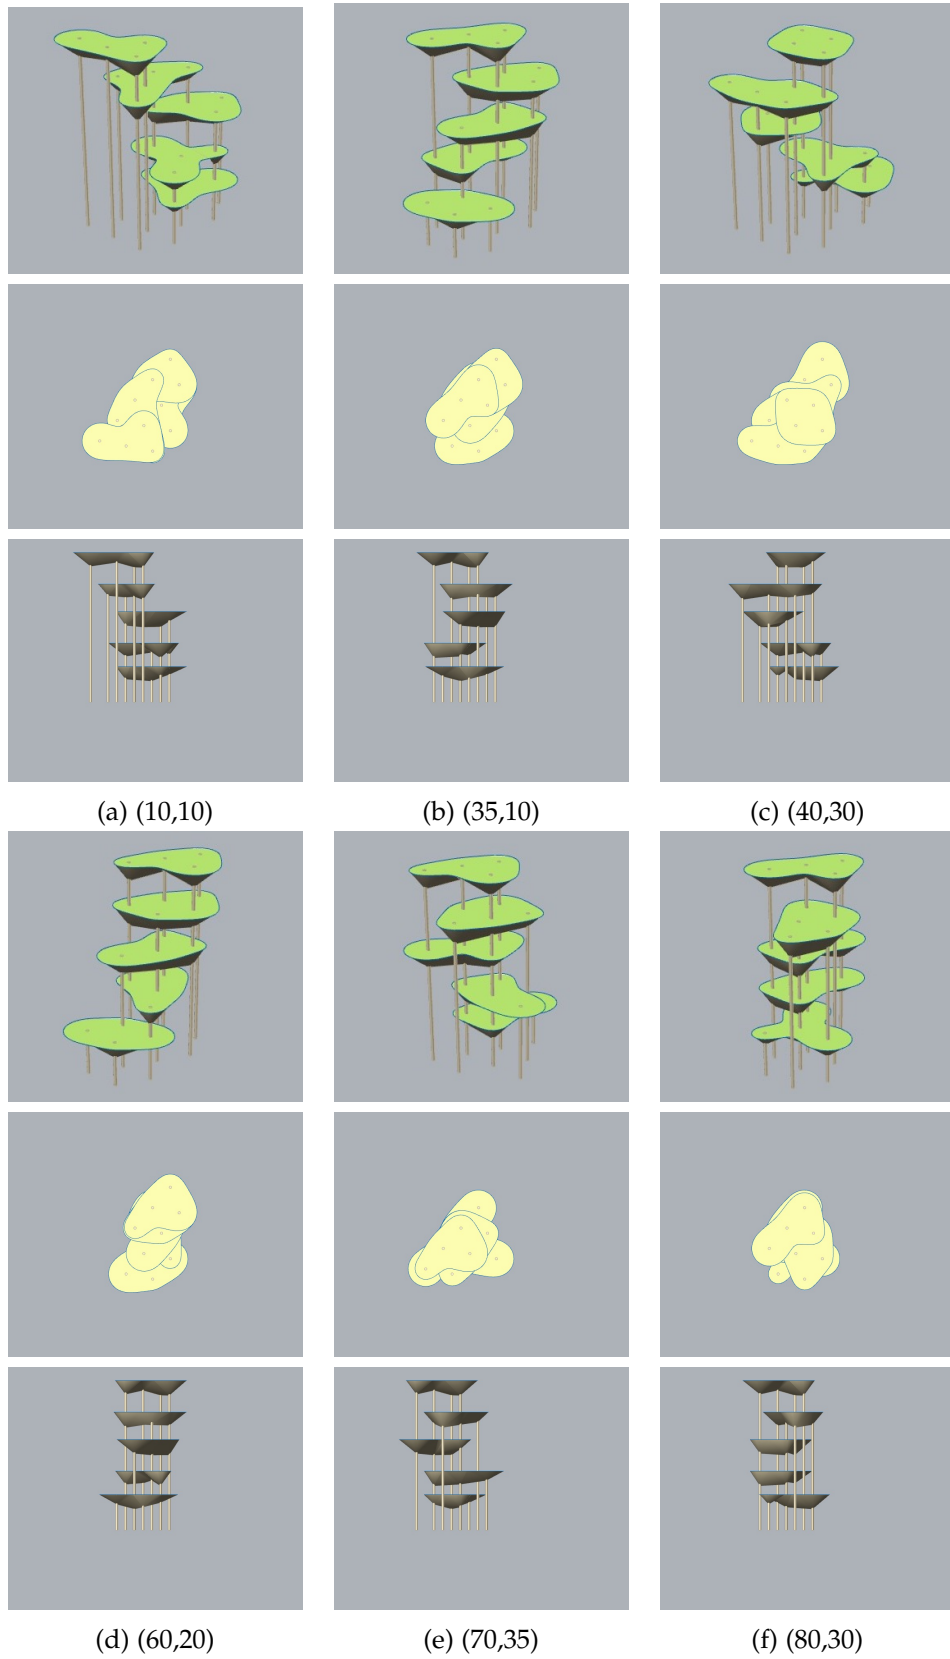 (a) (10,10)
(b) (35,10)
(c) (40,30)
(d) (60,20)
(e) (70,35)
(f) (80,30)